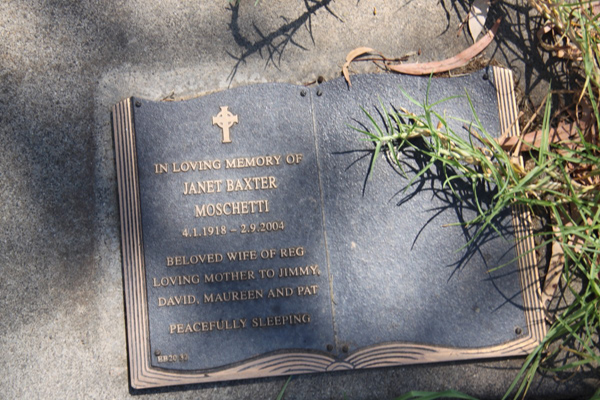 IN LOVING MEMORY OF
JANET BAXTER
MOSCHETTI
4.1.1918 – 2.9.2004
BELOVED WIFE OF REG
LOVING MOTHER TO JIMMY,
DAVID, MAUREEN AND PAT
PEACEFULLY SLEEPING